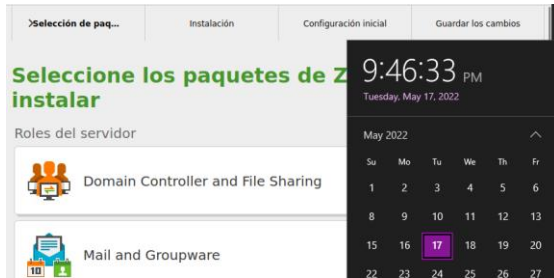 >Selección de paq...
Instalación
Configuración inicial
Guardar los cambios
Seleccione los paquetes de Z
instalar
Roles del servidor
Domain Controller and File Sharing
Mail and Groupware
10
9:46:33 PM
Tuesday, May 17, 2022
May 2022
Su Mo Tu We Th Fr
1 2 3 4 5 6
8 9 10 11 12 13
15 16 17 18 19 20
22 23 24 25 26 27